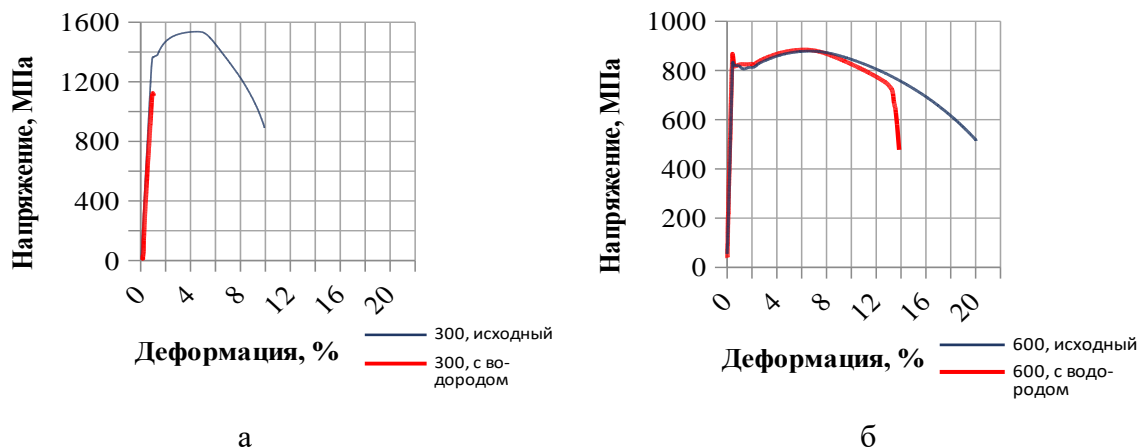 1600
1200
800
400
0
Напряжение, МПа
0
4
8
12
16
20
Деформация, %
300, исходный
300, с во-
дородом
а
1000
800
600
400
200
0
Напряжение, МПа
0
4
8
12
16
20
Деформация, %
600, исходный
600, с водо-
родом
б